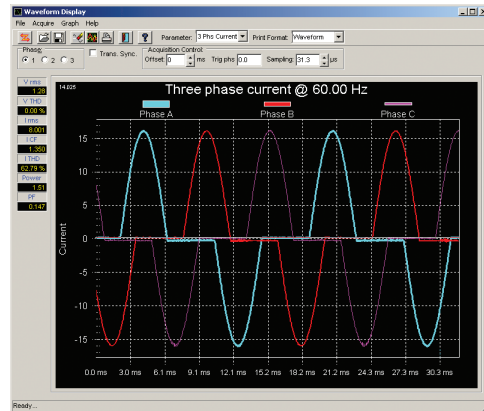 Waveform Display
File Acquire Graph Help
Parameter: 3 Phs Current Print Format: Waveform
Phase
1 2 3 Trans. Sync.
Acquisition Control
Offset: 0 ms Trig phs 0.0 Sampling: 31.3 µs
V rms
1.28
V THD
0.00 %
I rms
8.001
I CF
1.350
I THD
62.79 %
Power
1.51
PF
0.147
14.025
Three phase current @ 60.00 Hz
Phase A Phase B Phase C
Current
15
10
5
0
-5
-10
-15
0.0 ms 3.0 ms 6.1 ms 9.1 ms 12.1 ms 15.2 ms 18.2 ms 21.2 ms 24.3 ms 27.3 ms 30.3 ms
Ready...